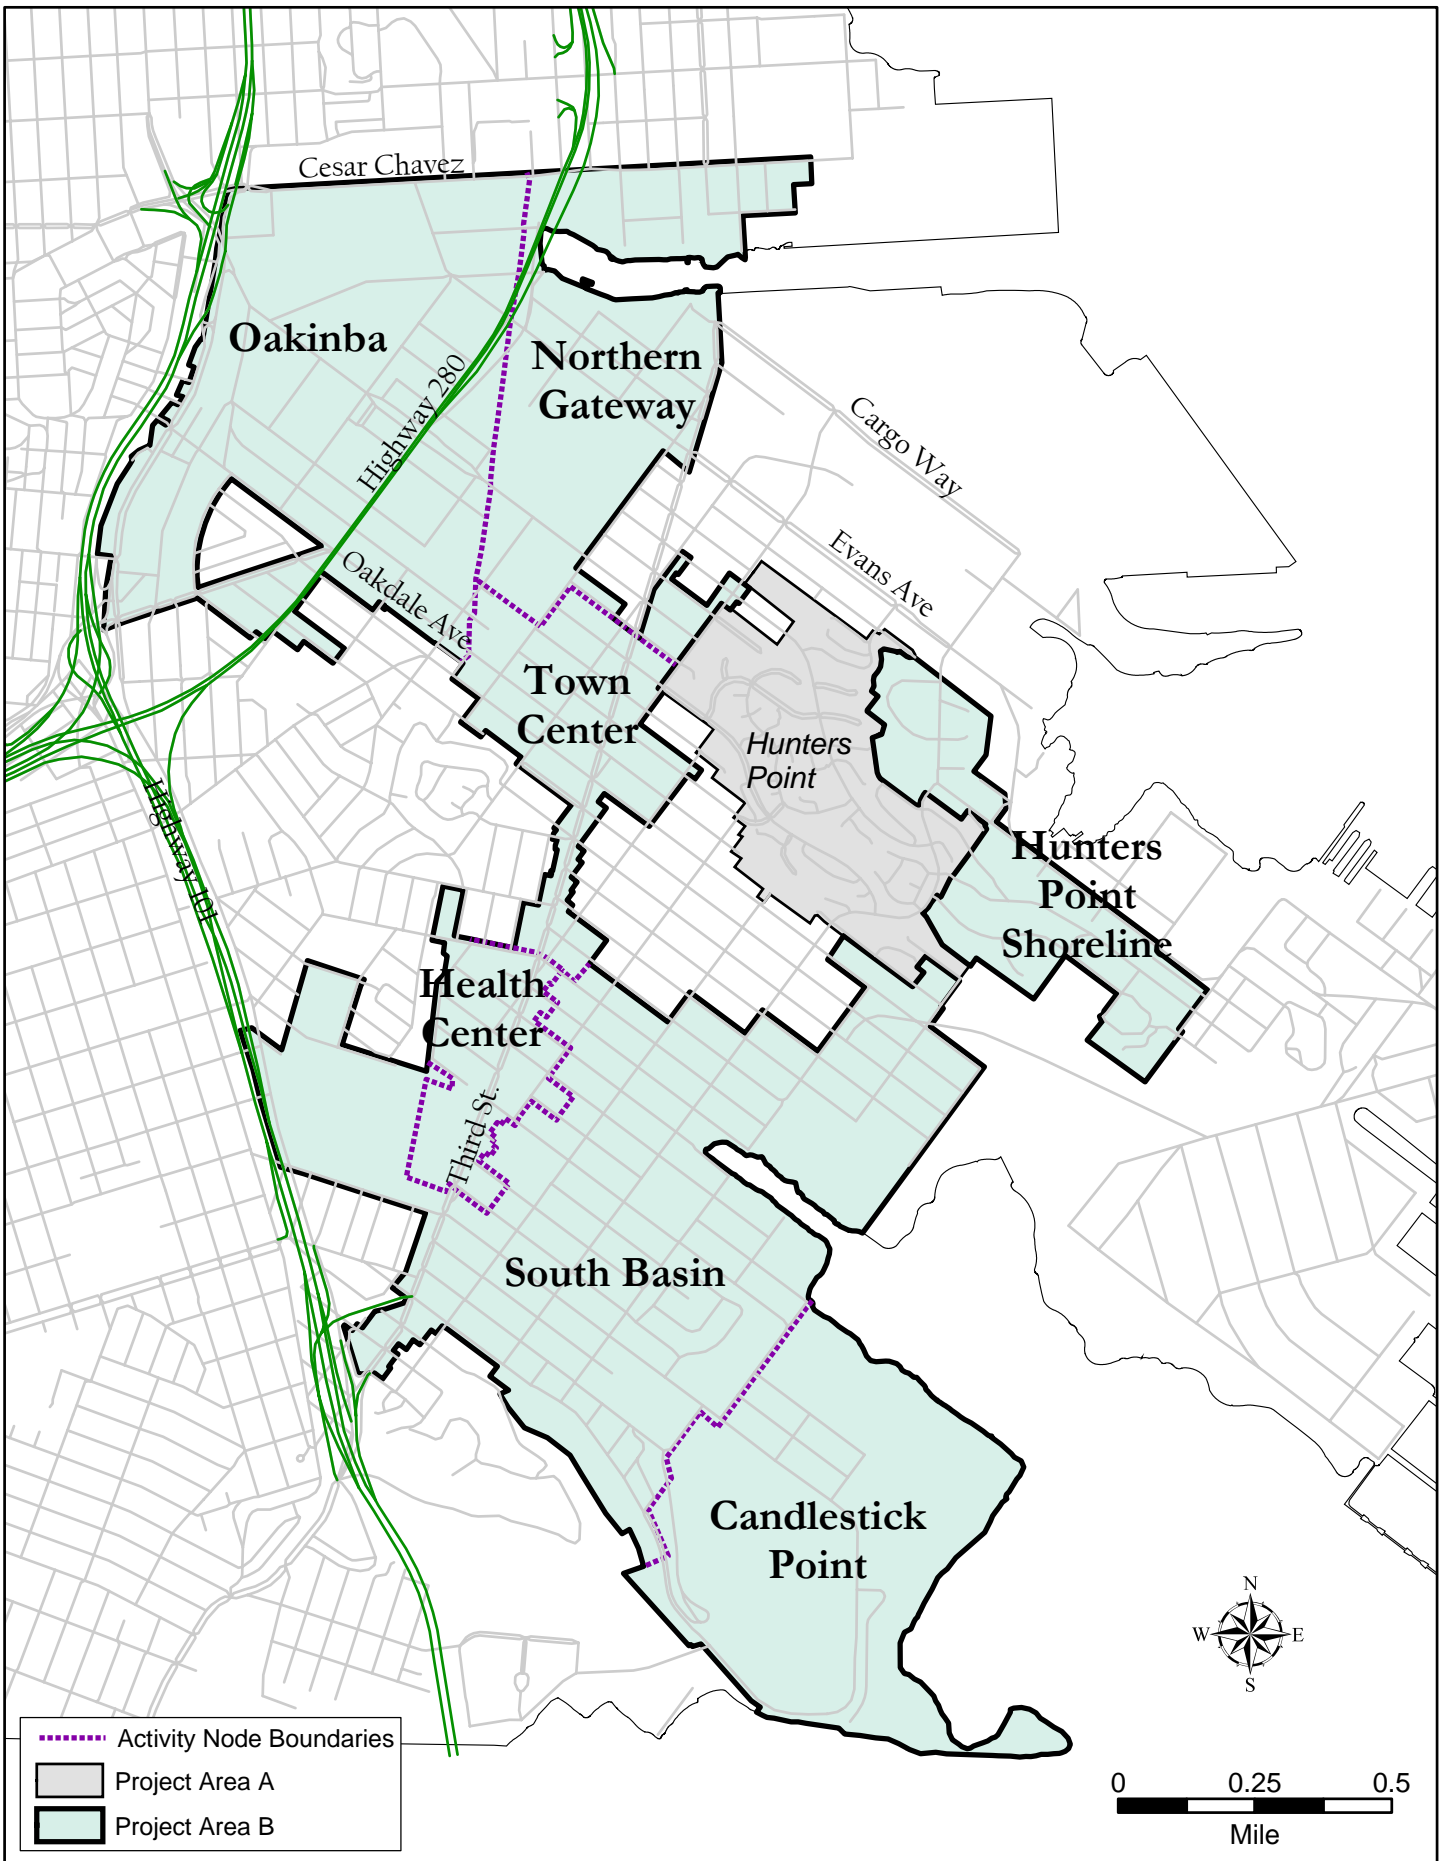 Cesar Chavez
Oakinba
Northern
Gateway
Highway 280
Cargo Way
Evans Ave
Oakdale Ave
Town
Center
Hunters
Point
Highway 101
Hunters
Point
Shoreline
Health
Center
Third St.
South Basin
Candlestick
Point
N
W E
S
Activity Node Boundaries
Project Area A
Project Area B
0 0.25 0.5
Mile